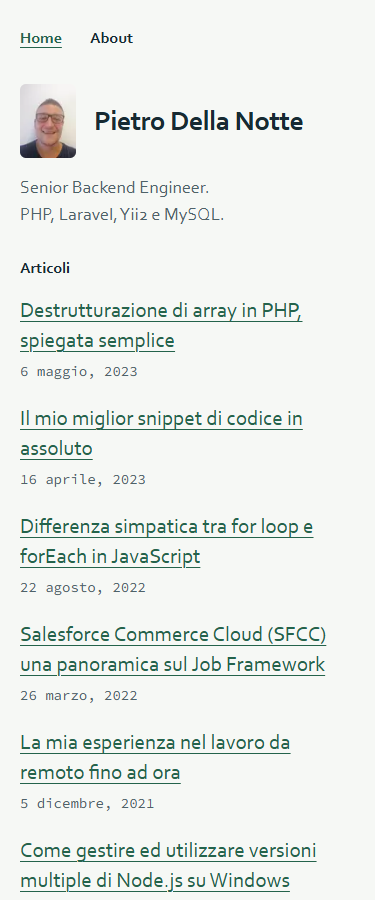 Home About
Pietro Della Notte
Senior Backend Engineer.
PHP, Laravel, Yii2 e MySQL.
Articoli
Destrutturazione di array in PHP,
spiegata semplice
6 maggio, 2023
Il mio miglior snippet di codice in
assoluto
16 aprile, 2023
Differenza simpatica tra for loop e
forEach in JavaScript
22 agosto, 2022
Salesforce Commerce Cloud (SFCC)
una panoramica sul Job Framework
26 marzo, 2022
La mia esperienza nel lavoro da
remoto fino ad ora
5 dicembre, 2021
Come gestire ed utilizzare versioni
multiple di Node.js su Windows